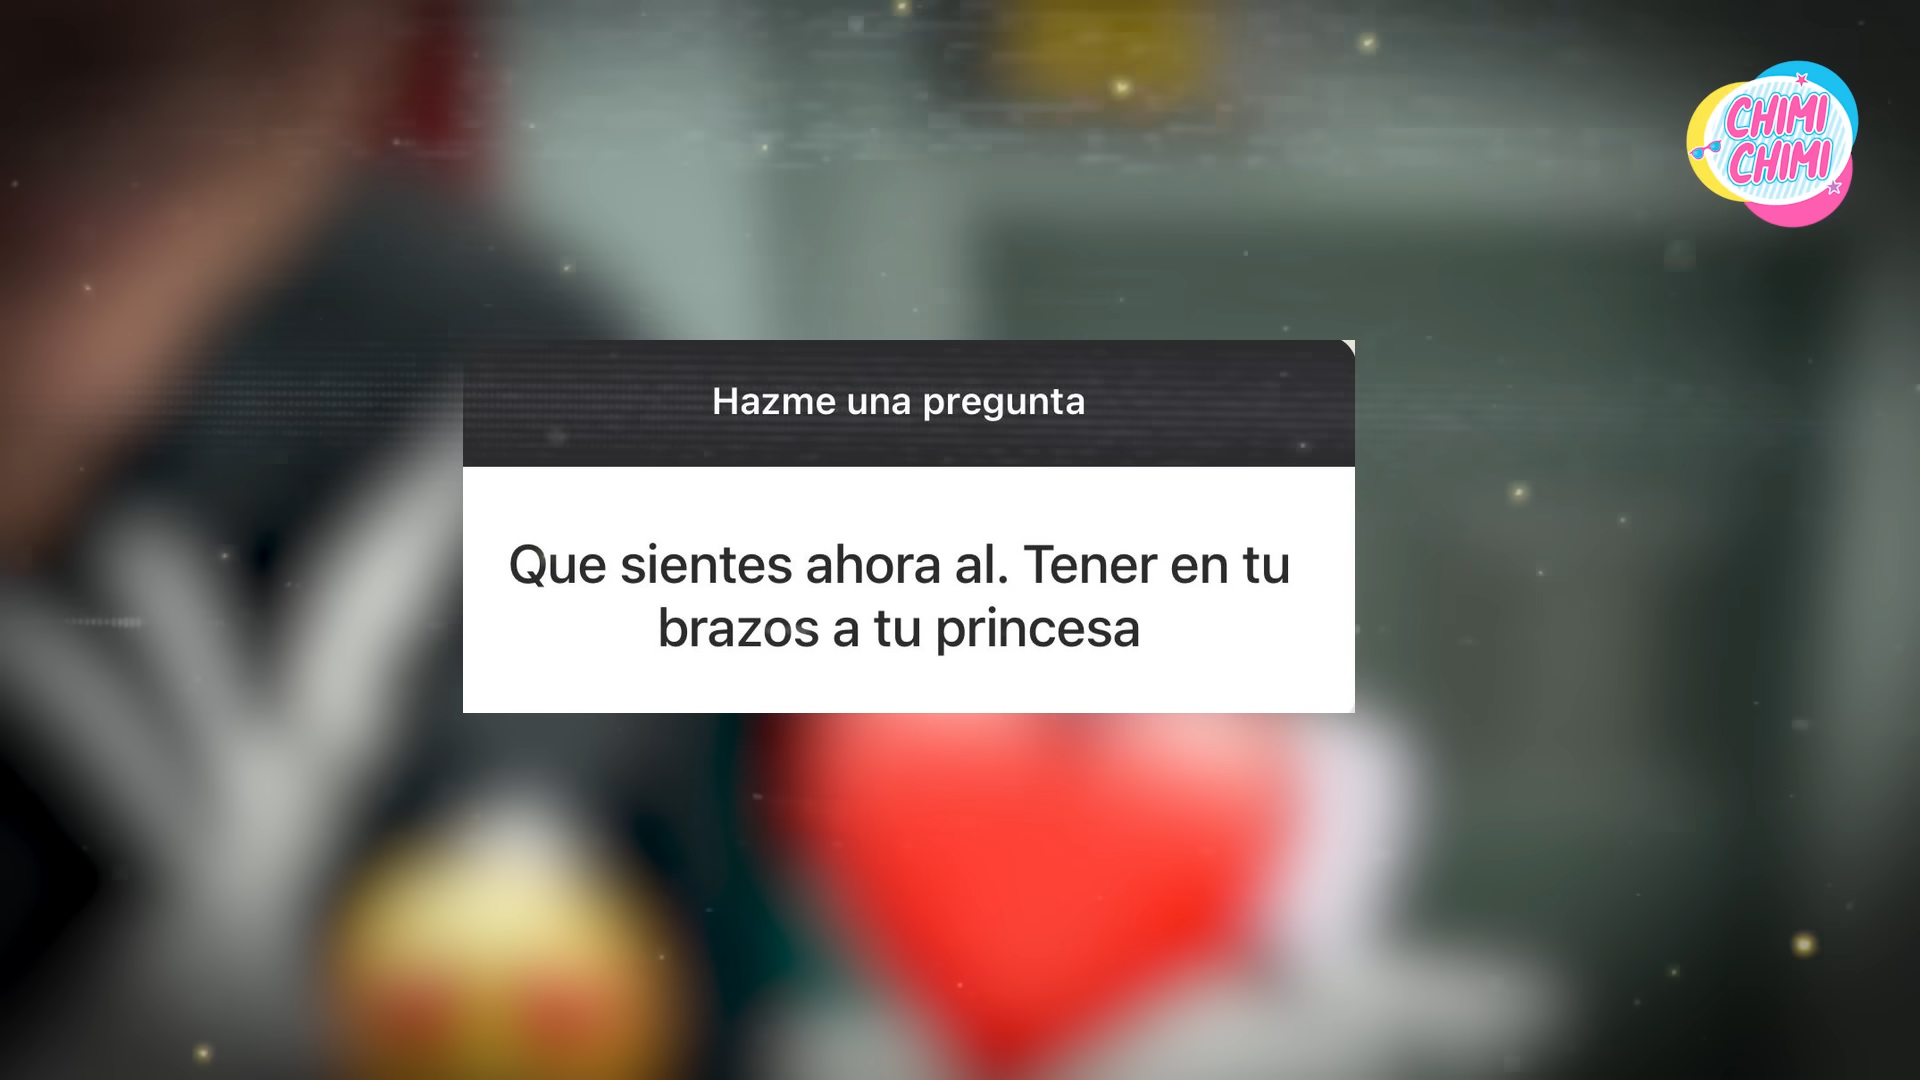 CHIMI
CHIMI
Hazme una pregunta
Que sientes ahora al. Tener en tu
brazos a tu princesa